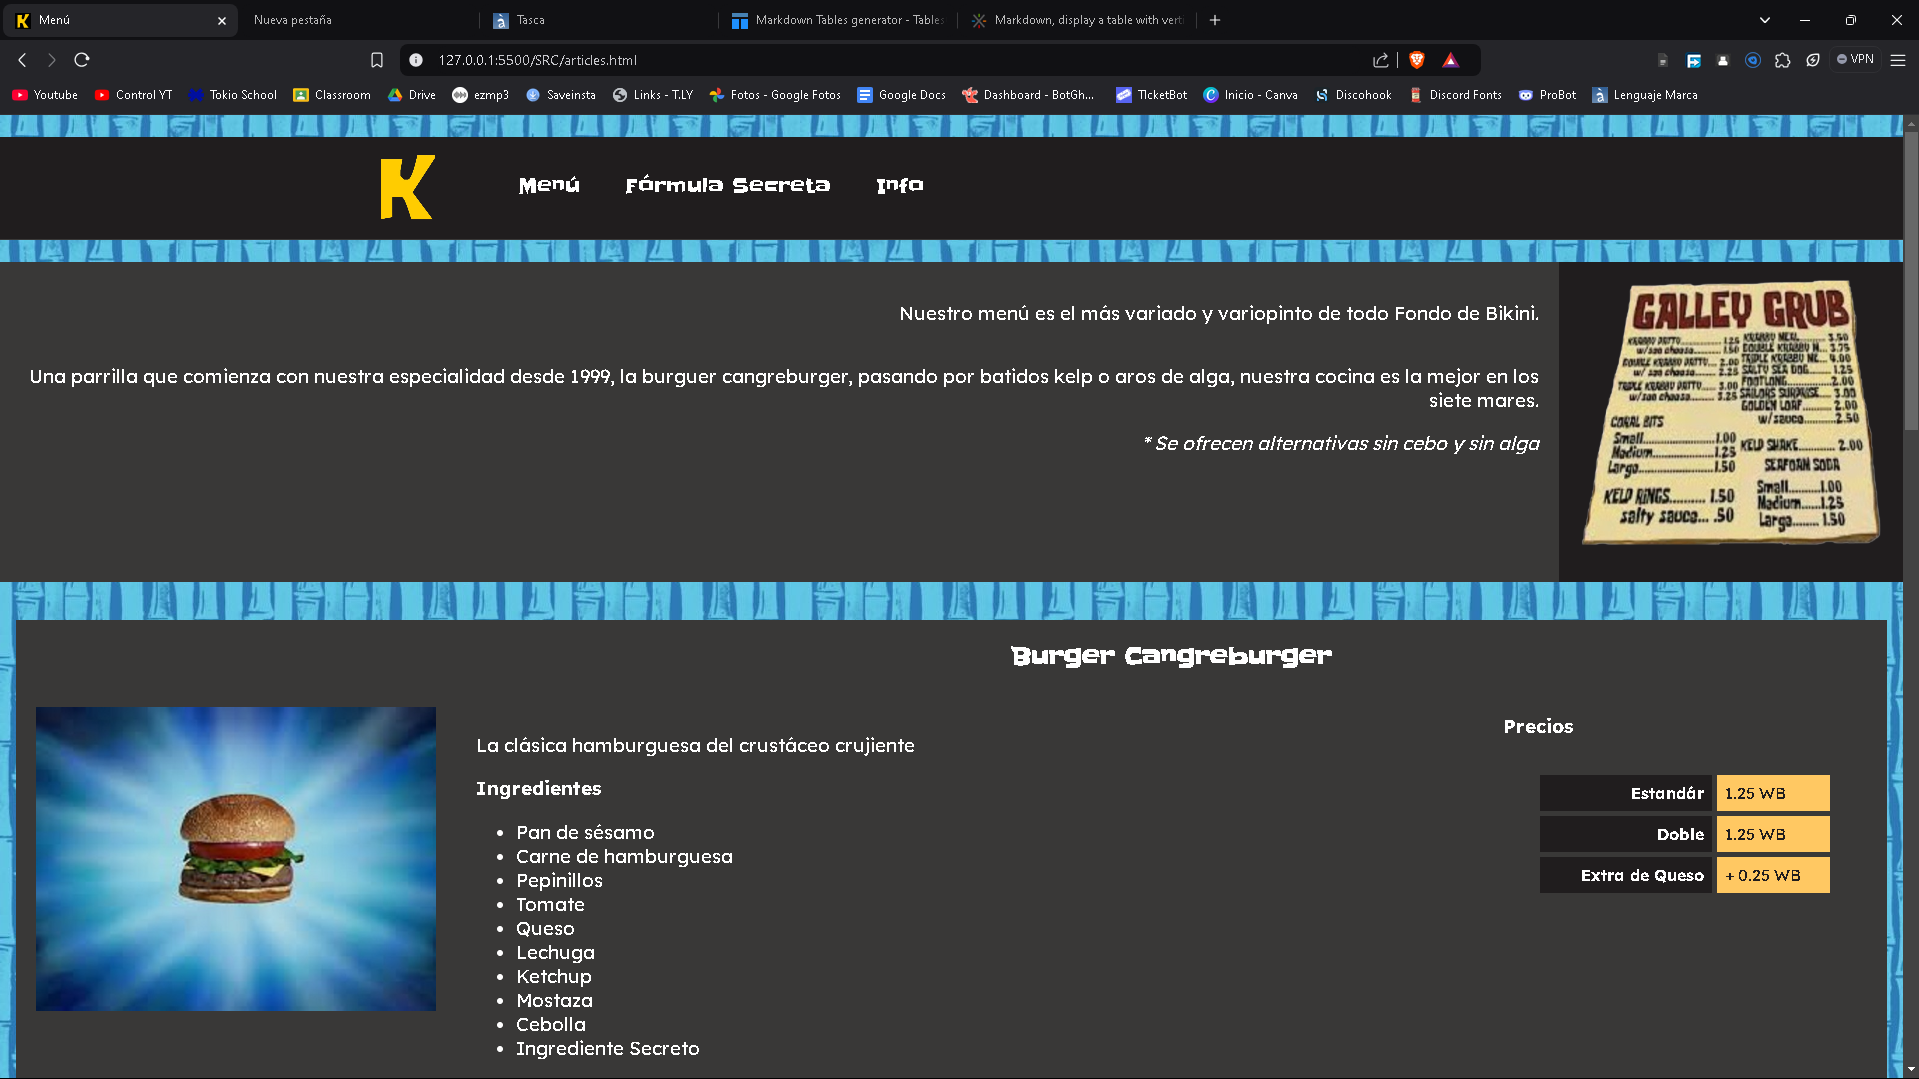 Menú
Nueva pestaña
Tasca
Markdown Tables generator - Tables
Markdown, display a table with verti
127.0.0.1:5500/SRC/articles.html
VPN
Youtube
Control YT
Tokio School
Classroom
Drive
ezmp3
Saveinsta
Links - T.LY
Fotos - Google Fotos
Google Docs
Dashboard - BotGh...
TIcketBot
Inicio - Canva
Discohook
Discord Fonts
ProBot
Lenguaje Marca
K
Menú
Fórmula Secreta
Info
Nuestro menú es el más variado y variopinto de todo Fondo de Bikini.
Una parrilla que comienza con nuestra especialidad desde 1999, la burguer cangreburger, pasando por batidos kelp o aros de alga, nuestra cocina es la mejor en los
siete mares.
* Se ofrecen alternativas sin cebo y sin alga
GALLEY GRUB
KRABBY PATTY..... 1.25
w/sea cheese...... 1.50
DOUBLE KRABBY PATTY..... 2.00
w/ sea cheese...... 2.25
TRIPLE KRABBY PATTY..... 3.00
w/sea cheese...... 3.25
CORAL BITS
Small..................1.00
Medium..............1.25
Large.................1.50
KELP RINGS.......... 1.50
salty sauce... .50
KRABBY MEAL..... 3.50
DOUBLE KRABBY M... 3.75
TRIPLE KRABBY ML... 4.00
SALTY SEA DOG..... 1.25
FOOTLONG........... 2.00
SAILORS SURPRISE... 3.00
GOLDEN LOAF........ 2.00
w/sauce........2.50
KELP SHAKE............ 2.00
SEAFOAM SODA
Small..........1.00
Medium.......1.25
Large........ 1.50
Burger Cangreburger
La clásica hamburguesa del crustáceo crujiente
Ingredientes
Pan de sésamo
Carne de hamburguesa
Pepinillos
Tomate
Queso
Lechuga
Ketchup
Mostaza
Cebolla
Ingrediente Secreto
Precios
Estandár 1.25 WB
Doble 1.25 WB
Extra de Queso + 0.25 WB